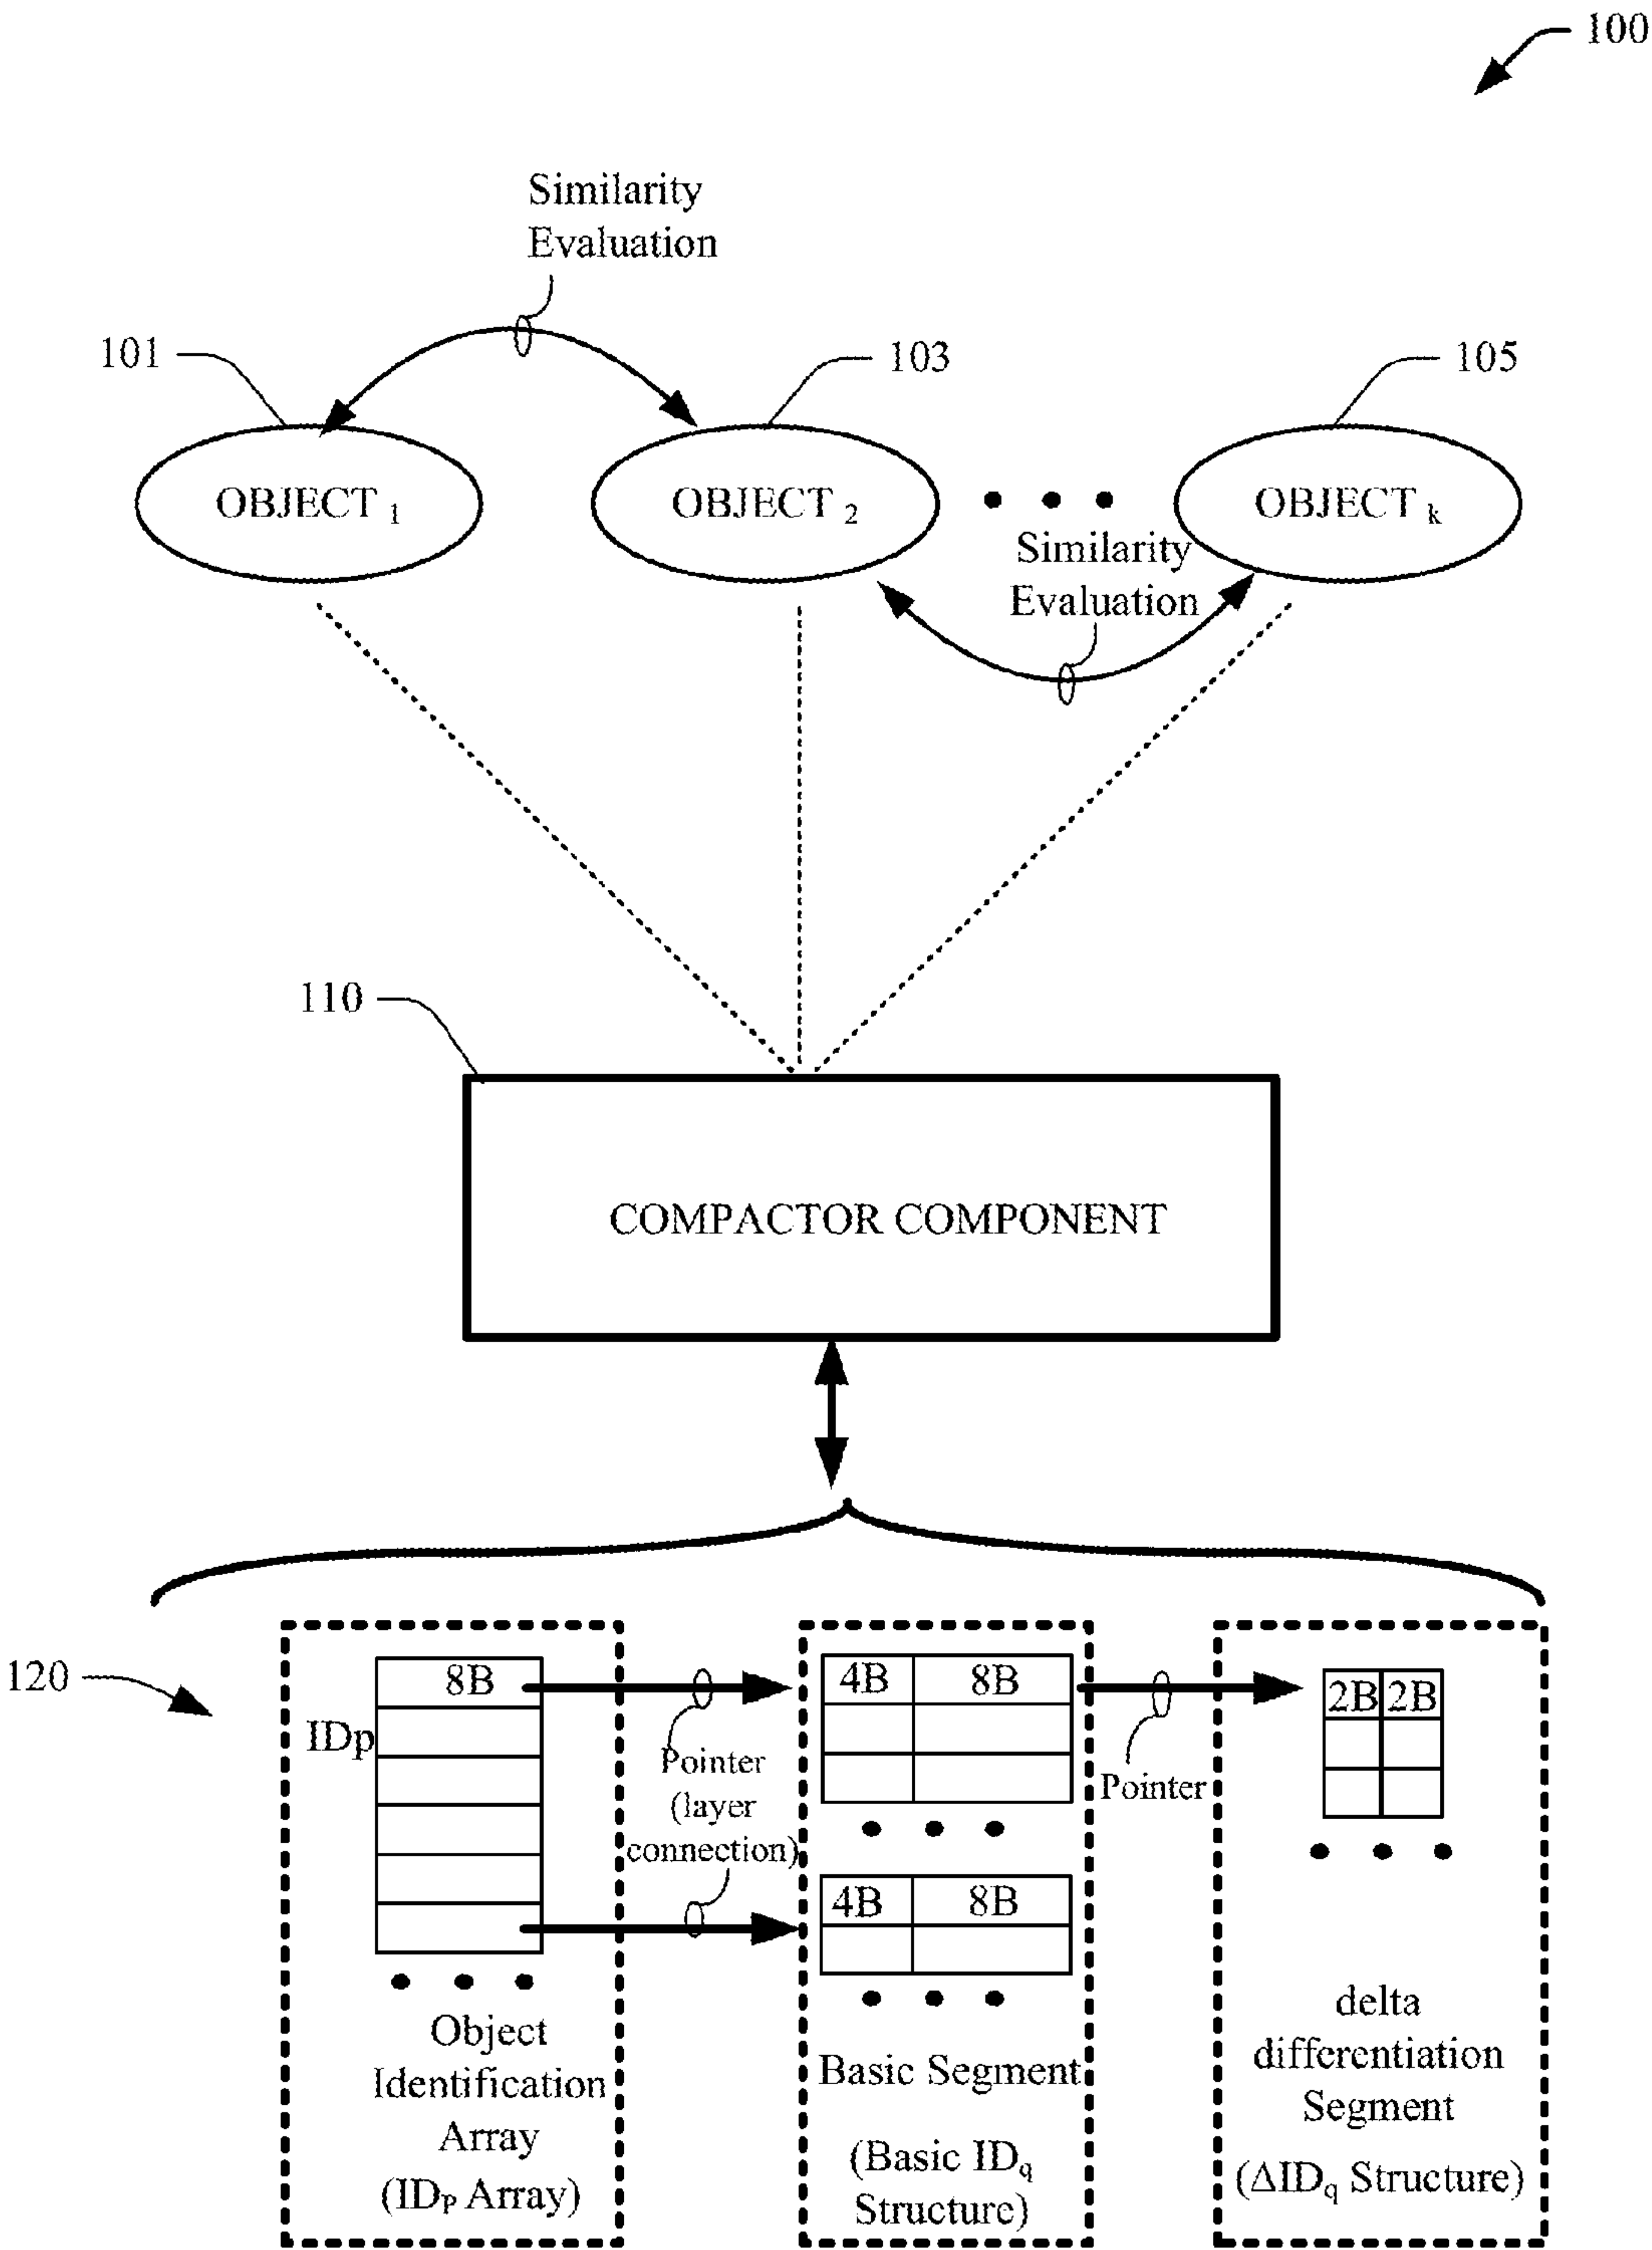 100
Similarity
Evaluation
101
103
105
OBJECT 1
OBJECT 2
OBJECT k
Similarity
Evaluation
110
COMPACTOR COMPONENT
120
8B
4B 8B
2B 2B
IDp
Pointer
(layer
connection)
Pointer
4B 8B
Object
Identification
Array
(IDP Array)
Basic Segment
(Basic IDq
Structure)
delta
differentiation
Segment
(ΔIDq Structure)